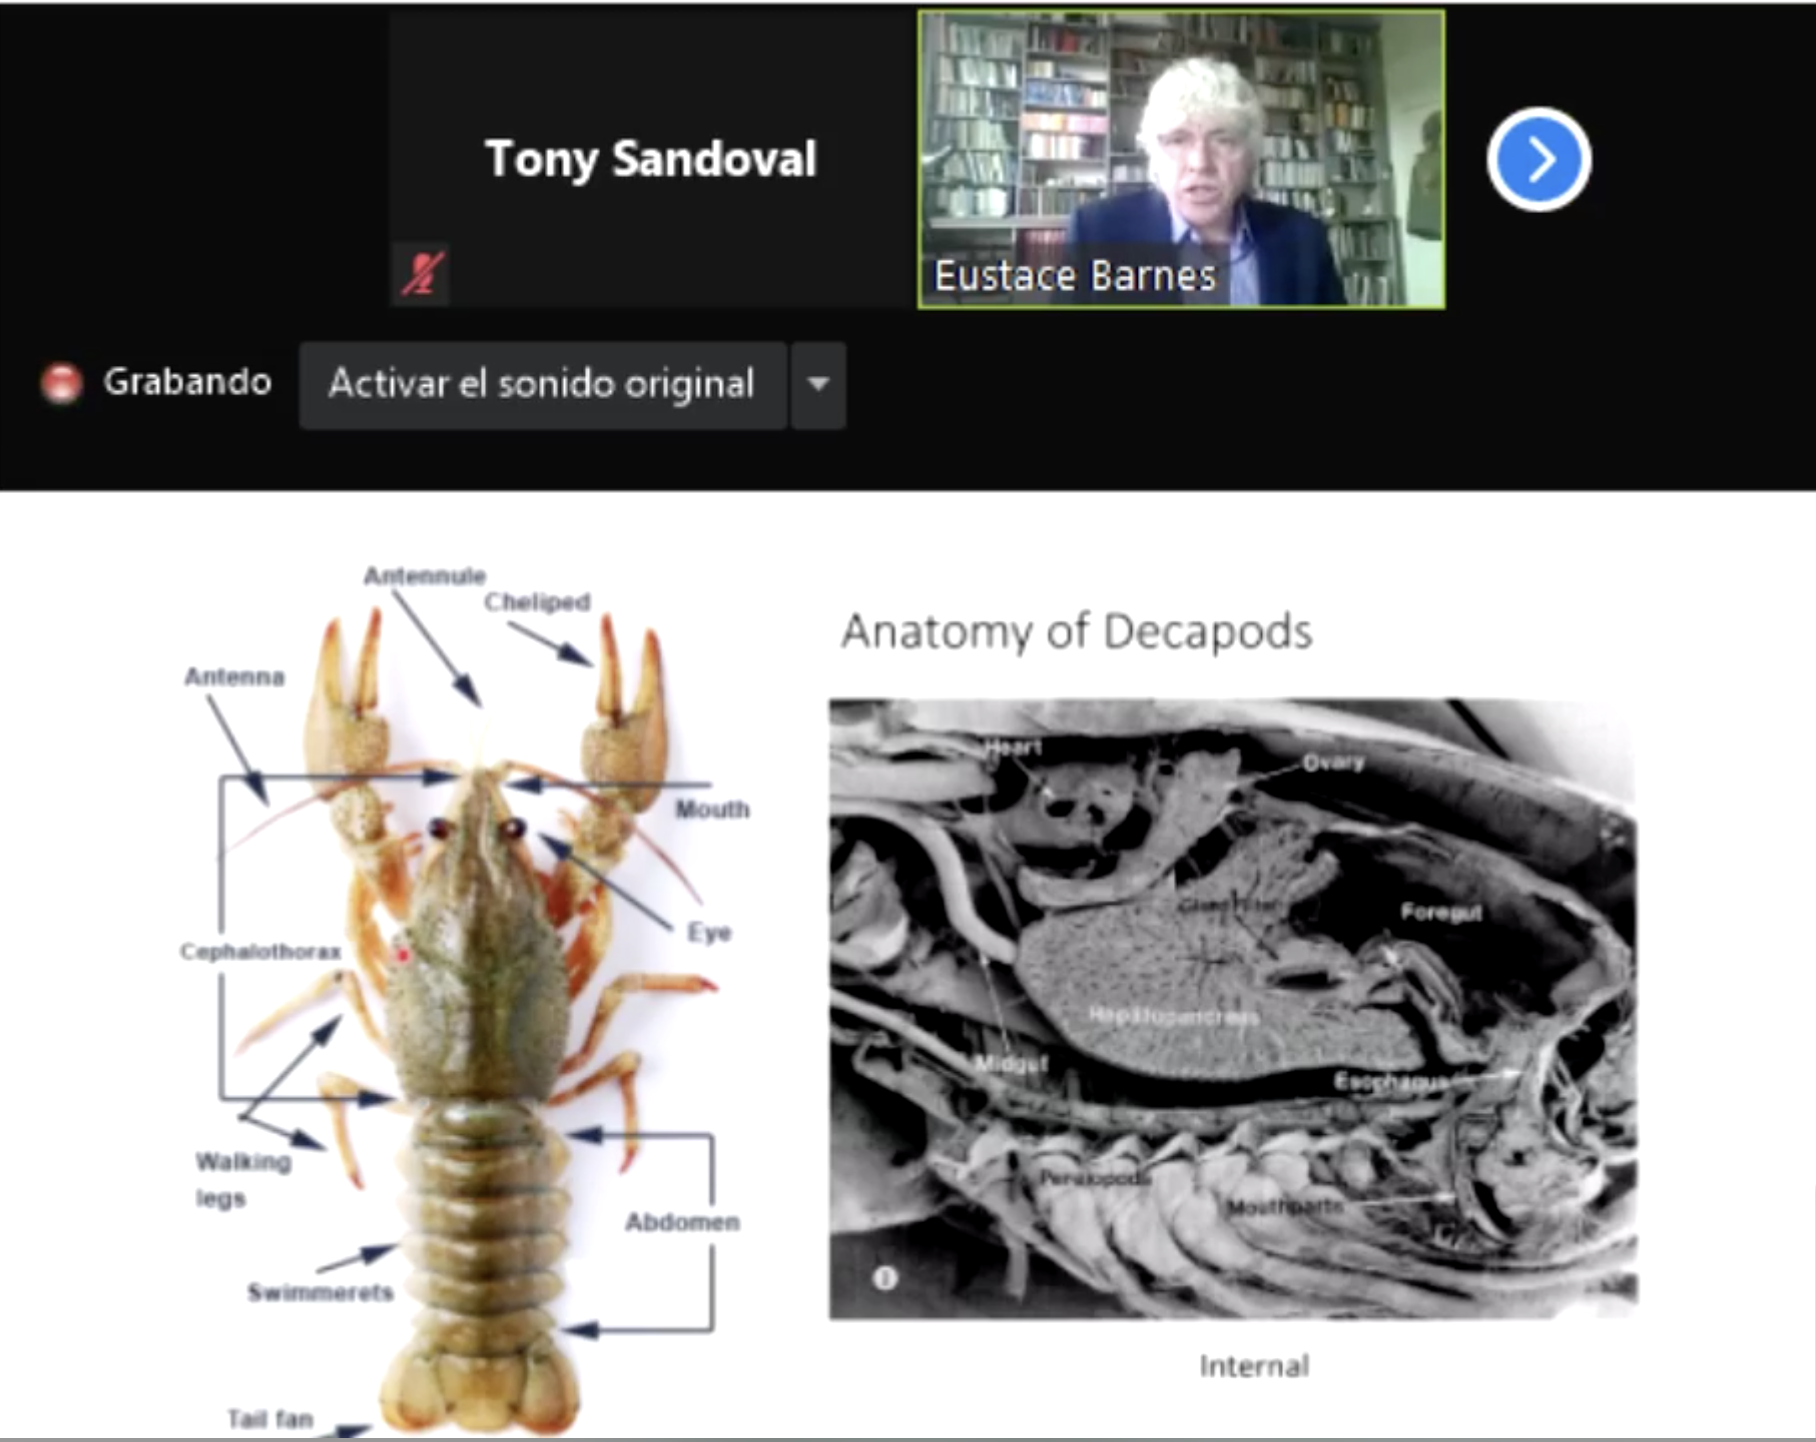 Tony Sandoval
Eustace Barnes
Grabando
Activar el sonido original
Antennule
Cheliped
Antenna
Mouth
Eye
Cephalothorax
Walking
legs
Abdomen
Swimmerets
Tail fan
Anatomy of Decapods
Heart
Ovary
Foregut
Hepatopancreas
Midgut
Esophagus
Pereiopods
Mouthparts
Internal